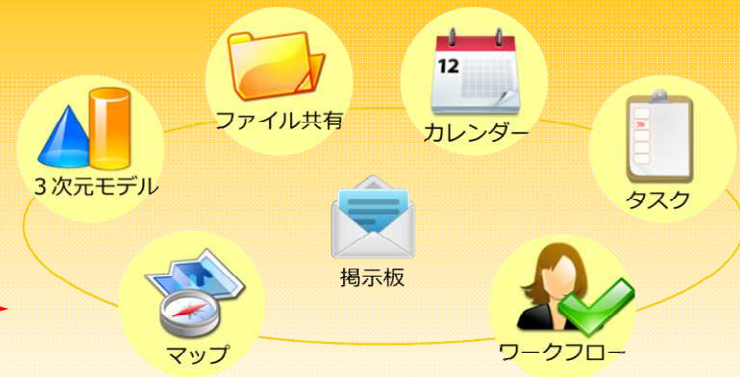 ファイル共有
12
カレンダー
3次元モデル
タスク
掲示板
マップ
ワークフロー